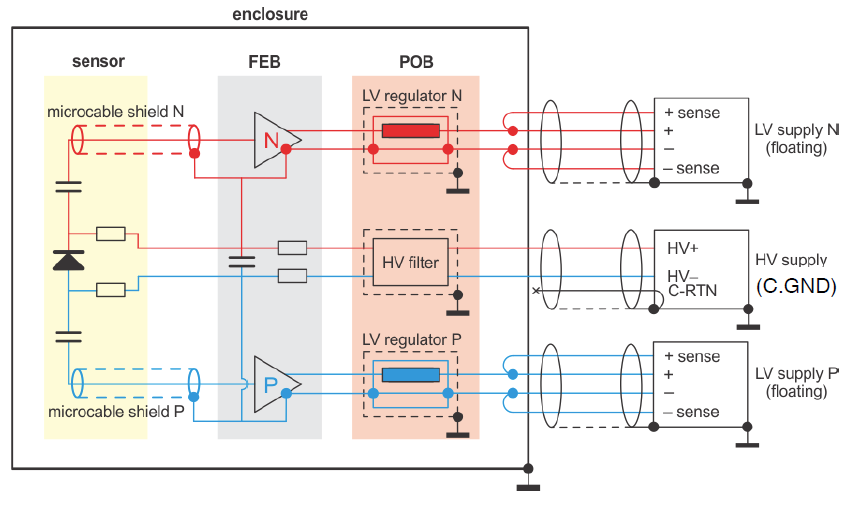 enclosure
sensor
FEB
POB
microcable shield N
N
LV regulator N
+ sense
+
–
– sense
LV supply N
(floating)
HV filter
HV+
HV–
C-RTN
HV supply
(C.GND)
LV regulator P
microcable shield P
P
+ sense
+
–
– sense
LV supply P
(floating)